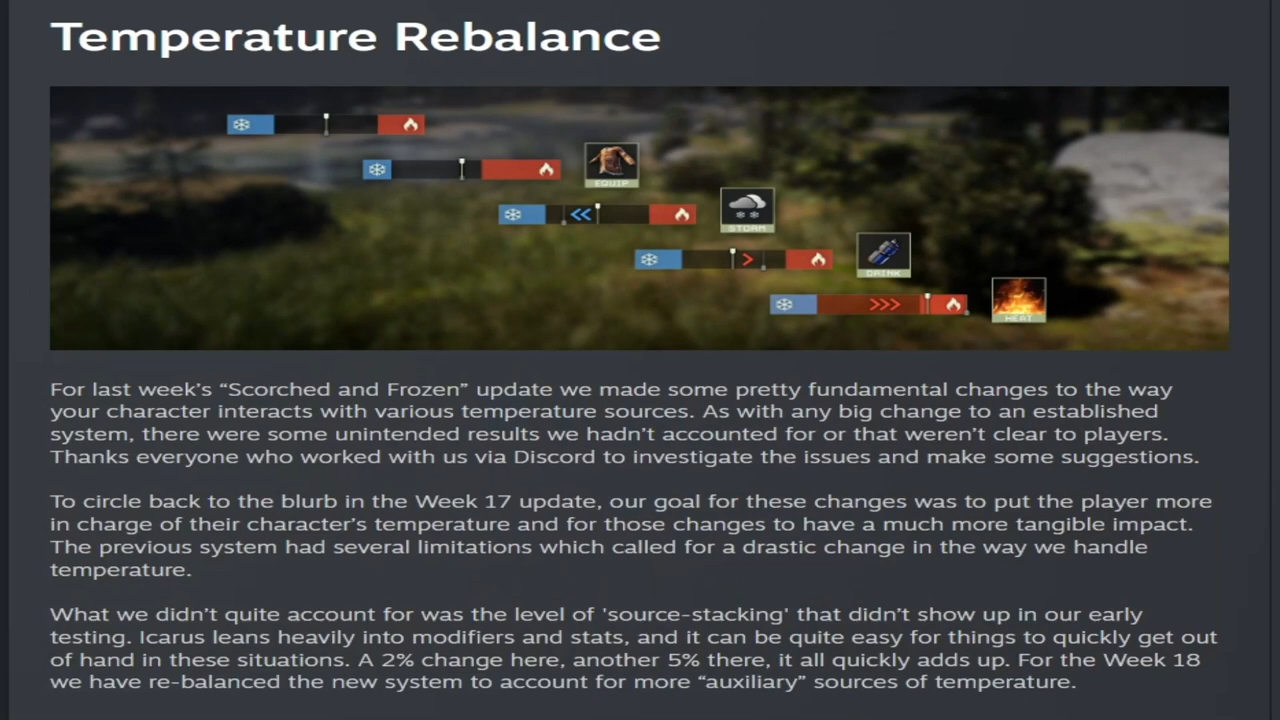 Temperature Rebalance
EQUIP
STORM
DRINK
HEAT
For last week's “Scorched and Frozen” update we made some pretty fundamental changes to the way
your character interacts with various temperature sources. As with any big change to an established
system, there were some unintended results we hadn't accounted for or that weren't clear to players.
Thanks everyone who worked with us via Discord to investigate the issues and make some suggestions.
To circle back to the blurb in the Week 17 update, our goal for these changes was to put the player more
in charge of their character's temperature and for those changes to have a much more tangible impact.
The previous system had several limitations which called for a drastic change in the way we handle
temperature.
What we didn't quite account for was the level of 'source-stacking' that didn't show up in our early
testing. Icarus leans heavily into modifiers and stats, and it can be quite easy for things to quickly get out
of hand in these situations. A 2% change here, another 5% there, it all quickly adds up. For the Week 18
we have re-balanced the new system to account for more “auxiliary” sources of temperature.